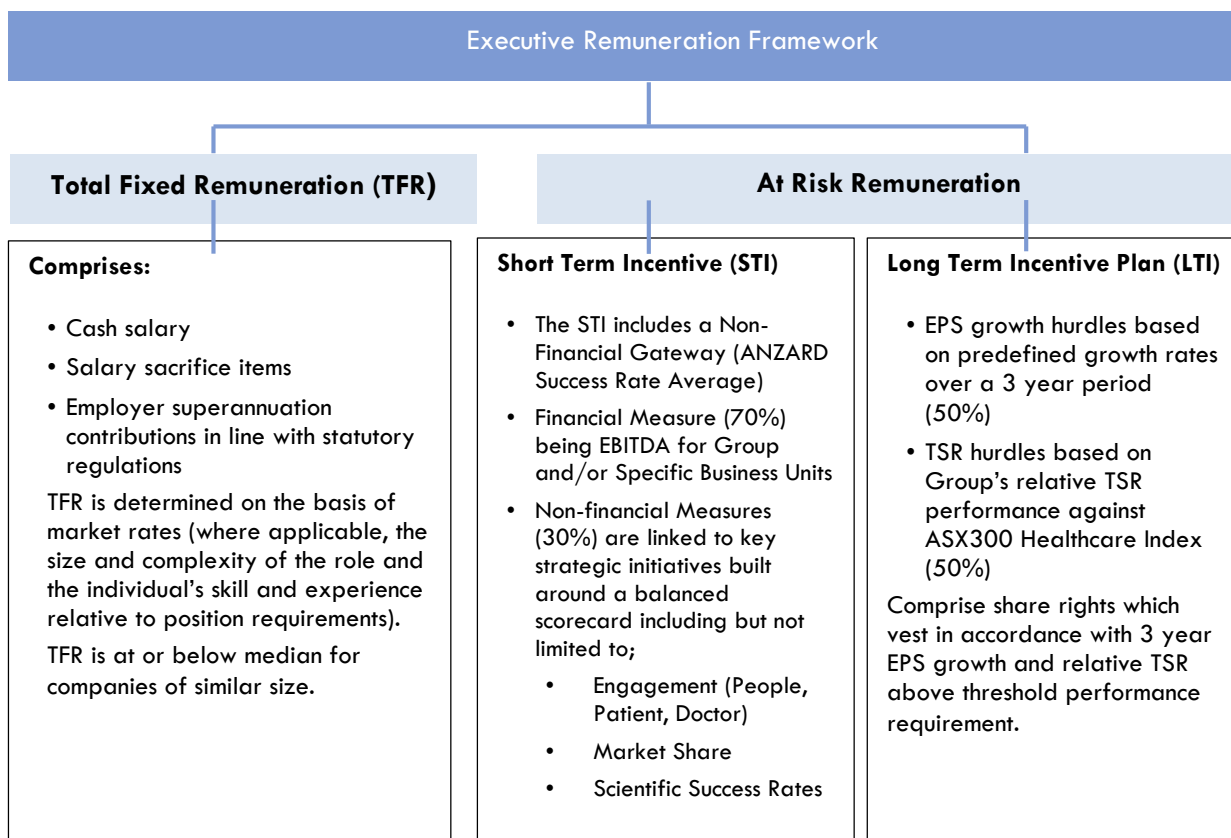 Executive Remuneration Framework
Total Fixed Remuneration (TFR)
At Risk Remuneration
Comprises:
• Cash salary
• Salary sacrifice items
• Employer superannuation
contributions in line with statutory
regulations
TFR is determined on the basis of
market rates (where applicable, the
size and complexity of the role and
the individual’s skill and experience
relative to position requirements).
TFR is at or below median for
companies of similar size.
Short Term Incentive (STI)
• The STI includes a Non-
Financial Gateway (ANZARD
Success Rate Average)
• Financial Measure (70%)
being EBITDA for Group
and/or Specific Business Units
• Non-financial Measures
(30%) are linked to key
strategic initiatives built
around a balanced
scorecard including but not
limited to;
• Engagement (People,
Patient, Doctor)
• Market Share
• Scientific Success Rates
Long Term Incentive Plan (LTI)
• EPS growth hurdles based
on predefined growth rates
over a 3 year period
(50%)
• TSR hurdles based on
Group’s relative TSR
performance against
ASX300 Healthcare Index
(50%)
Comprise share rights which
vest in accordance with 3 year
EPS growth and relative TSR
above threshold performance
requirement.